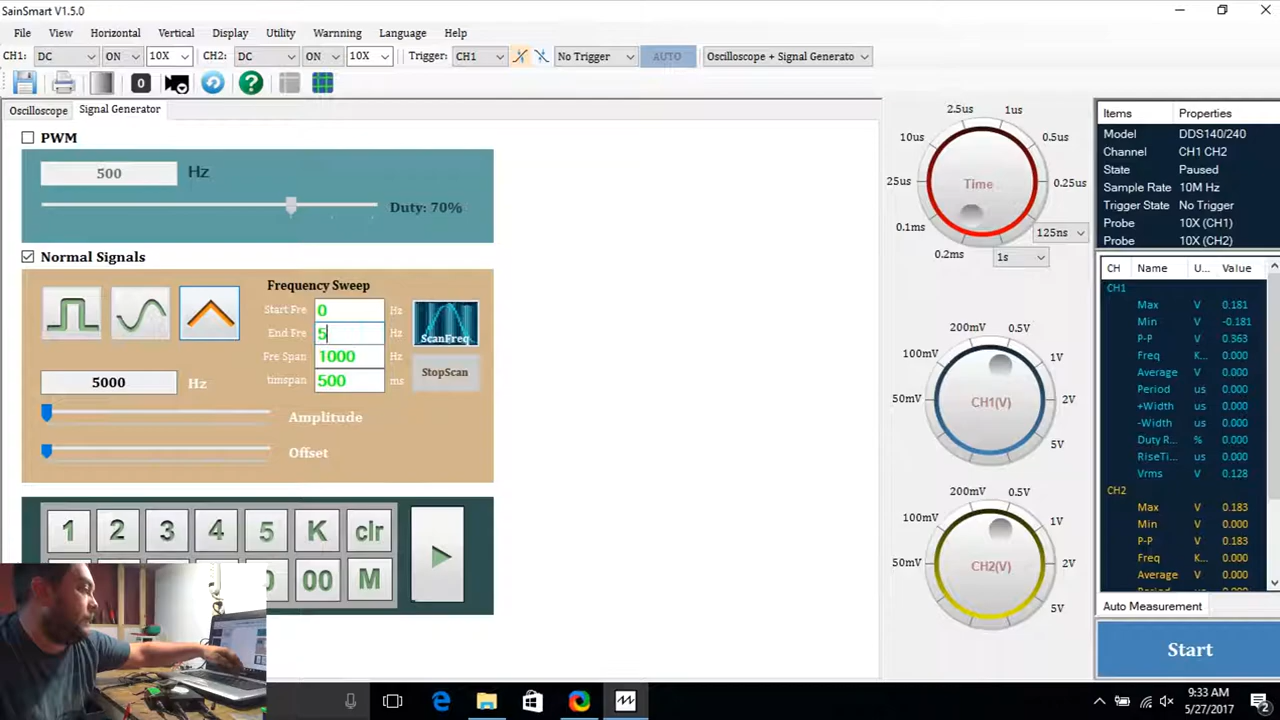 SainSmart V1.5.0
File View Horizontal Vertical Display Utility Warnning Language Help
CH1: DC ON 10X CH2: DC ON 10X Trigger: CH1 No Trigger AUTO Oscilloscope + Signal Generato
0 ?
Oscilloscope Signal Generator
PWM
500 Hz
Duty: 70%
Normal Signals
Frequency Sweep
Start Fre 0 Hz
End Fre 5 Hz
ScanFreq
Fre Span 1000 Hz
StopScan
timspan 500 ms
5000 Hz
Amplitude
Offset
1 2 3 4 5 K clr
00 M
2.5us 1us
10us 0.5us
25us Time 0.25us
0.1ms 125ns
0.2ms 1s
200mV 0.5V
100mV 1V
50mV CH1(V) 2V
5V
200mV 0.5V
100mV 1V
50mV CH2(V) 2V
5V
Items Properties
Model DDS140/240
Channel CH1 CH2
State Paused
Sample Rate 10M Hz
Trigger State No Trigger
Probe 10X (CH1)
Probe 10X (CH2)
CH Name U... Value
CH1
Max V 0.181
Min V -0.181
P-P V 0.363
Freq K... 0.000
Average V 0.000
Period us 0.000
+Width us 0.000
-Width us 0.000
Duty R... % 0.000
RiseTi... us 0.000
Vrms V 0.128
CH2
Max V 0.183
Min V 0.000
P-P V 0.183
Freq K... 0.000
Average V 0.000
Auto Measurement
Start
9:33 AM
5/27/2017
2